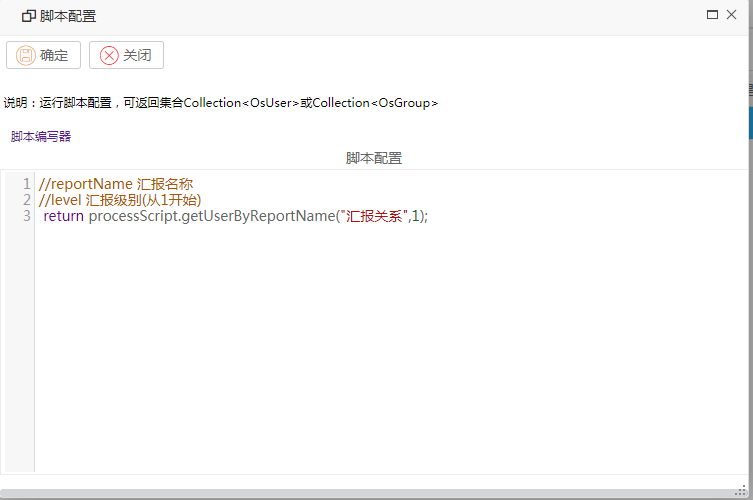 脚本配置
确定 关闭
说明：运行脚本配置，可返回集合Collection<OsUser>或Collection<OsGroup>
脚本编写器
脚本配置
1 //reportName 汇报名称
2 //level 汇报级别(从1开始)
3 return processScript.getUserByReportName("汇报关系",1);